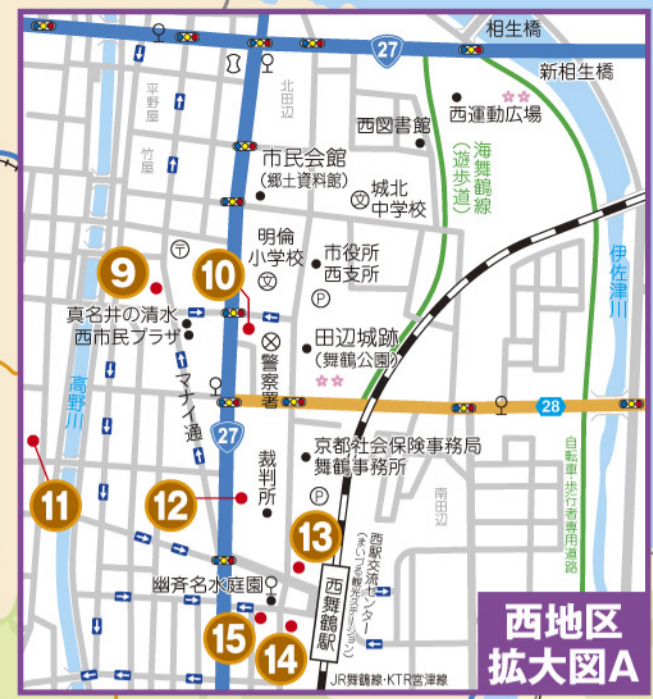 相生橋
27
新相生橋
平野屋
北田辺
西運動広場
西図書館
竹屋
市民会館
(郷土資料館)
海舞鶴線
(遊歩道)
文
城北
中学校
明倫
小学校
文
市役所
西支所
〒
9
10
P
伊佐津川
真名井の清水
西市民プラザ
田辺城跡
(舞鶴公園)
警察署
高野川
マナイ通
28
27
京都社会保険事務局
舞鶴事務所
裁判所
自転車・歩行者専用道路
11
12
P
南田辺
13
西駅交流センター
(まいづる観光ステーション)
幽斉名水庭園
西舞鶴駅
15
14
JR舞鶴線・KTR宮津線
西地区
拡大図A